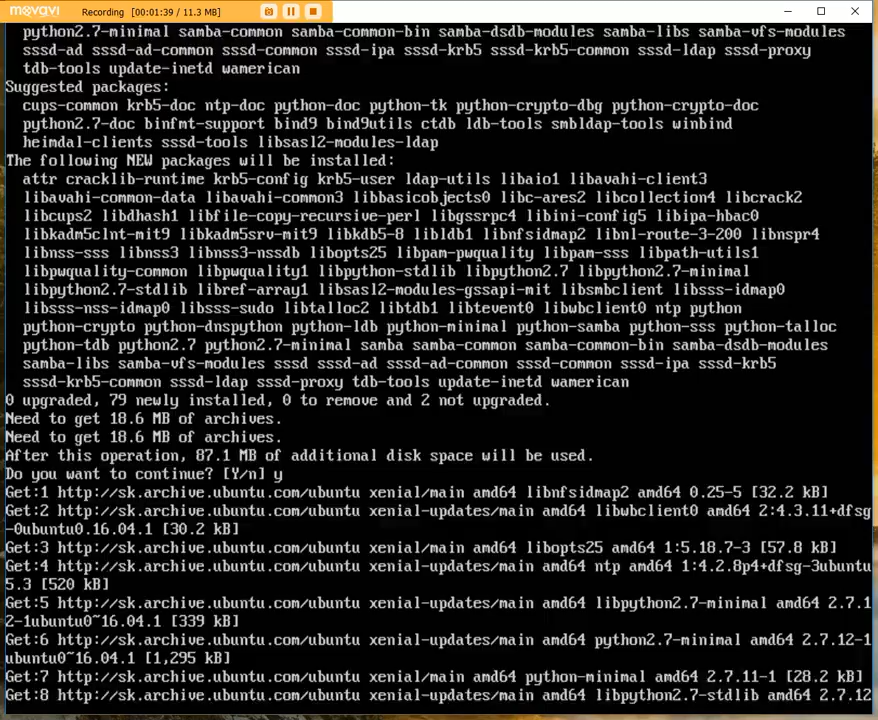 movavi Recording [00:01:39 / 11.3 MB]
python2.7-minimal samba-common samba-common-bin samba-dsdb-modules samba-libs samba-vfs-modules
sssd-ad sssd-ad-common sssd-common sssd-ipa sssd-krb5 sssd-krb5-common sssd-ldap sssd-proxy
tdb-tools update-inetd wamerican
Suggested packages:
cups-common krb5-doc ntp-doc python-doc python-tk python-crypto-dbg python-crypto-doc
python2.7-doc binfmt-support bind9 bind9utils ctdb ldb-tools smbldap-tools winbind
heimdal-clients sssd-tools libsasl2-modules-ldap
The following NEW packages will be installed:
attr cracklib-runtime krb5-config krb5-user ldap-utils libaio1 libavahi-client3
libavahi-common-data libavahi-common3 libbasicobjects0 libc-ares2 libcollection4 libcrack2
libcups2 libdhash1 libfile-copy-recursive-perl libgssrpc4 libini-config5 libipa-hbac0
libkadm5clnt-mit9 libkadm5srv-mit9 libkdb5-8 libldb1 libnfsidmap2 libnl-route-3-200 libnspr4
libnss-sss libnss3 libnss3-nssdb libopts25 libpam-pwquality libpam-sss libpath-utils1
libpwquality-common libpwquality1 libpython-stdlib libpython2.7 libpython2.7-minimal
libpython2.7-stdlib libref-array1 libsasl2-modules-gssapi-mit libsmbclient libsss-idmap0
libsss-nss-idmap0 libsss-sudo libtalloc2 libtdb1 libtevent0 libwbclient0 ntp python
python-crypto python-dnspython python-ldb python-minimal python-samba python-sss python-talloc
python-tdb python2.7 python2.7-minimal samba samba-common samba-common-bin samba-dsdb-modules
samba-libs samba-vfs-modules sssd sssd-ad sssd-ad-common sssd-common sssd-ipa sssd-krb5
sssd-krb5-common sssd-ldap sssd-proxy tdb-tools update-inetd wamerican
0 upgraded, 79 newly installed, 0 to remove and 2 not upgraded.
Need to get 18.6 MB of archives.
Need to get 18.6 MB of archives.
After this operation, 87.1 MB of additional disk space will be used.
Do you want to continue? [Y/n] y
Get:1 http://sk.archive.ubuntu.com/ubuntu xenial/main amd64 libnfsidmap2 amd64 0.25-5 [32.2 kB]
Get:2 http://sk.archive.ubuntu.com/ubuntu xenial-updates/main amd64 libwbclient0 amd64 2:4.3.11+dfsg
-0ubuntu0.16.04.1 [30.2 kB]
Get:3 http://sk.archive.ubuntu.com/ubuntu xenial/main amd64 libopts25 amd64 1:5.18.7-3 [57.8 kB]
Get:4 http://sk.archive.ubuntu.com/ubuntu xenial-updates/main amd64 ntp amd64 1:4.2.8p4+dfsg-3ubuntu
5.3 [520 kB]
Get:5 http://sk.archive.ubuntu.com/ubuntu xenial-updates/main amd64 libpython2.7-minimal amd64 2.7.1
2-1ubuntu0~16.04.1 [339 kB]
Get:6 http://sk.archive.ubuntu.com/ubuntu xenial-updates/main amd64 python2.7-minimal amd64 2.7.12-1
ubuntu0~16.04.1 [1,295 kB]
Get:7 http://sk.archive.ubuntu.com/ubuntu xenial/main amd64 python-minimal amd64 2.7.11-1 [28.2 kB]
Get:8 http://sk.archive.ubuntu.com/ubuntu xenial-updates/main amd64 libpython2.7-stdlib amd64 2.7.12